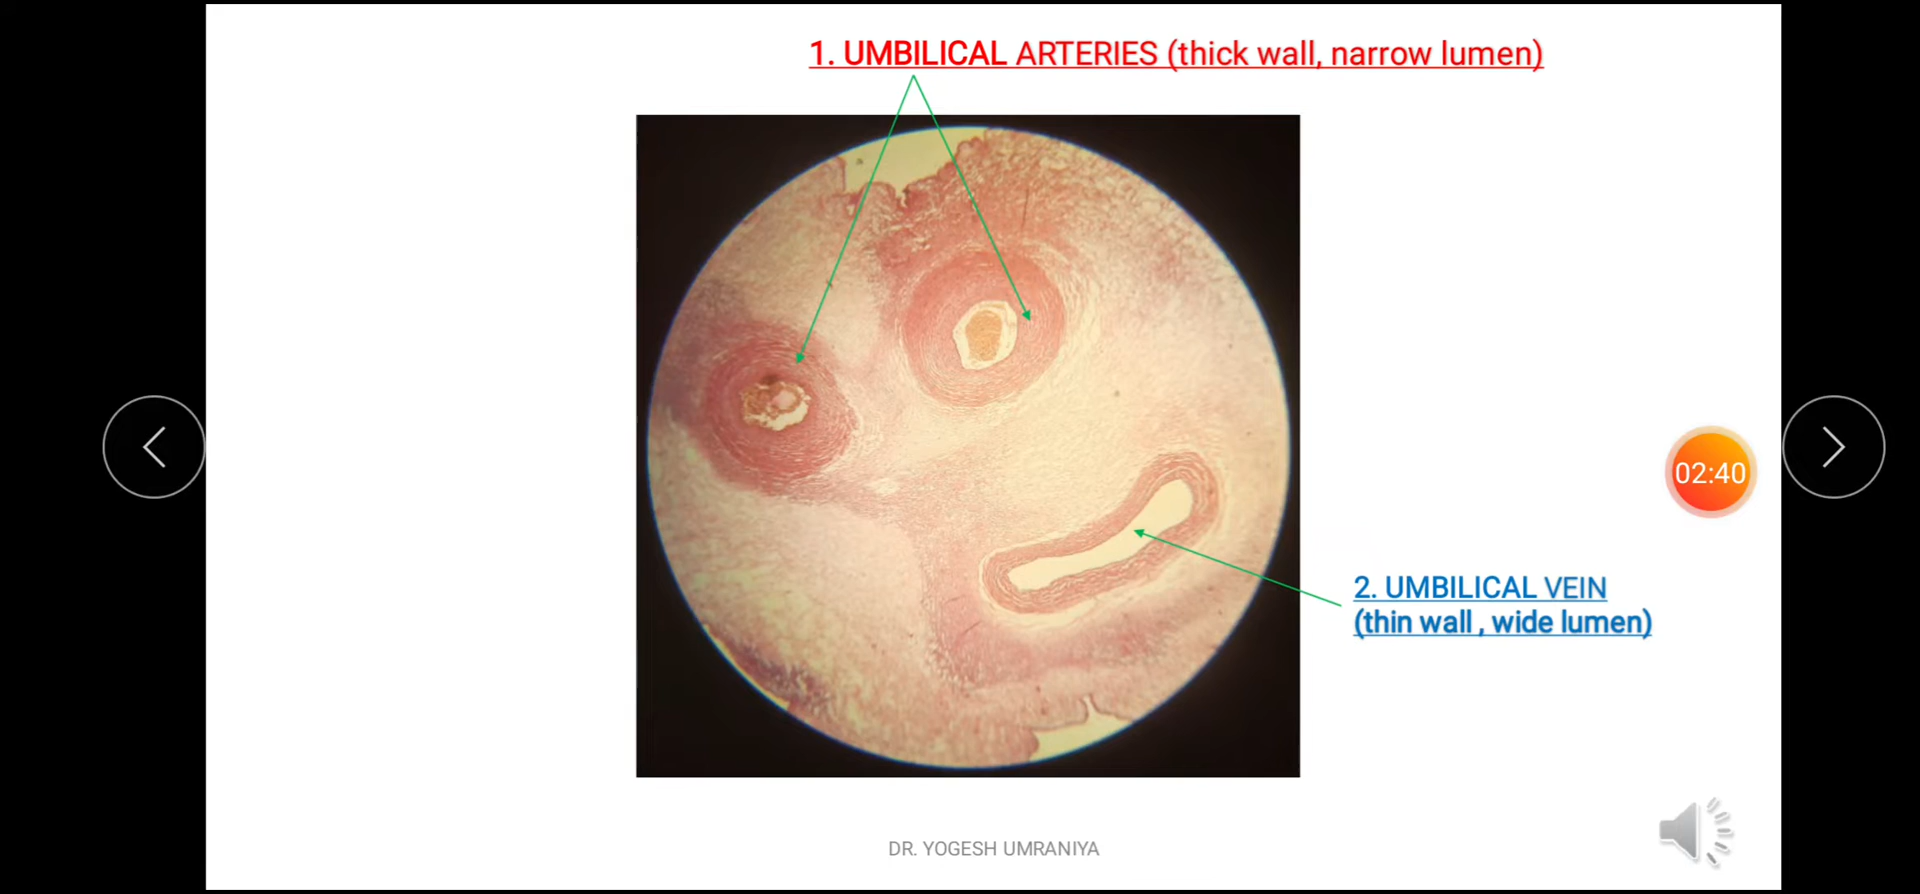 1. UMBILICAL ARTERIES (thick wall, narrow lumen)
02:40
2. UMBILICAL VEIN
(thin wall , wide lumen)
DR. YOGESH UMRANIYA